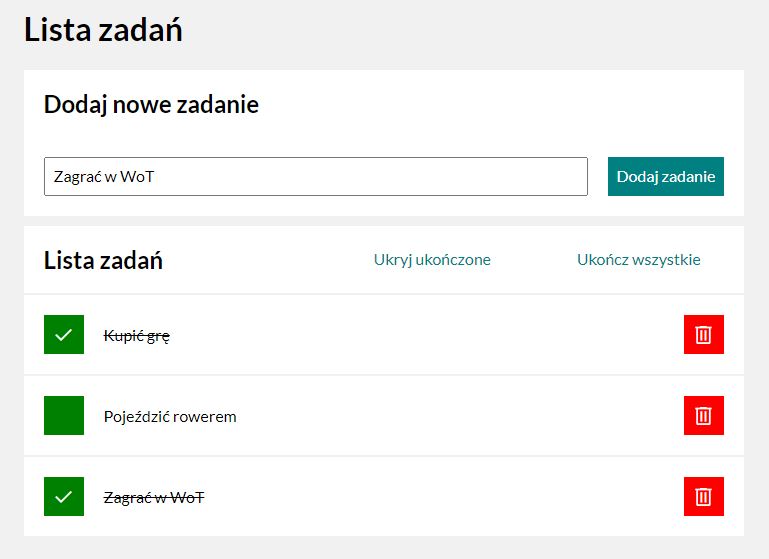 Lista zadań
Dodaj nowe zadanie
Zagrać w WoT
Dodaj zadanie
Lista zadań
Ukryj ukończone
Ukończ wszystkie
Kupić grę
Pojeździć rowerem
Zagrać w WoT